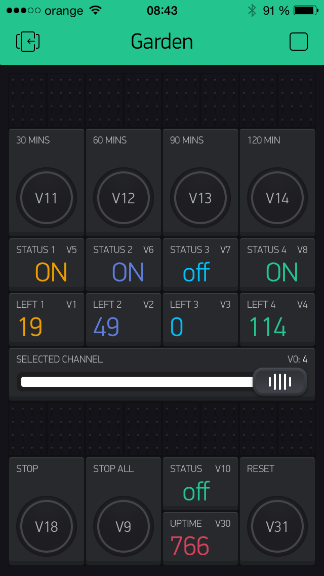 orange 08:43 91 %
Garden
30 MINS 60 MINS 90 MINS 120 MIN
V11 V12 V13 V14
STATUS 1 V5 STATUS 2 V6 STATUS 3 V7 STATUS 4 V8
ON ON off ON
LEFT 1 V1 LEFT 2 V2 LEFT 3 V3 LEFT 4 V4
19 49 0 114
SELECTED CHANNEL V0: 4
STOP STOP ALL STATUS V10 RESET
off
V18 V9 V31
UPTIME V30
766